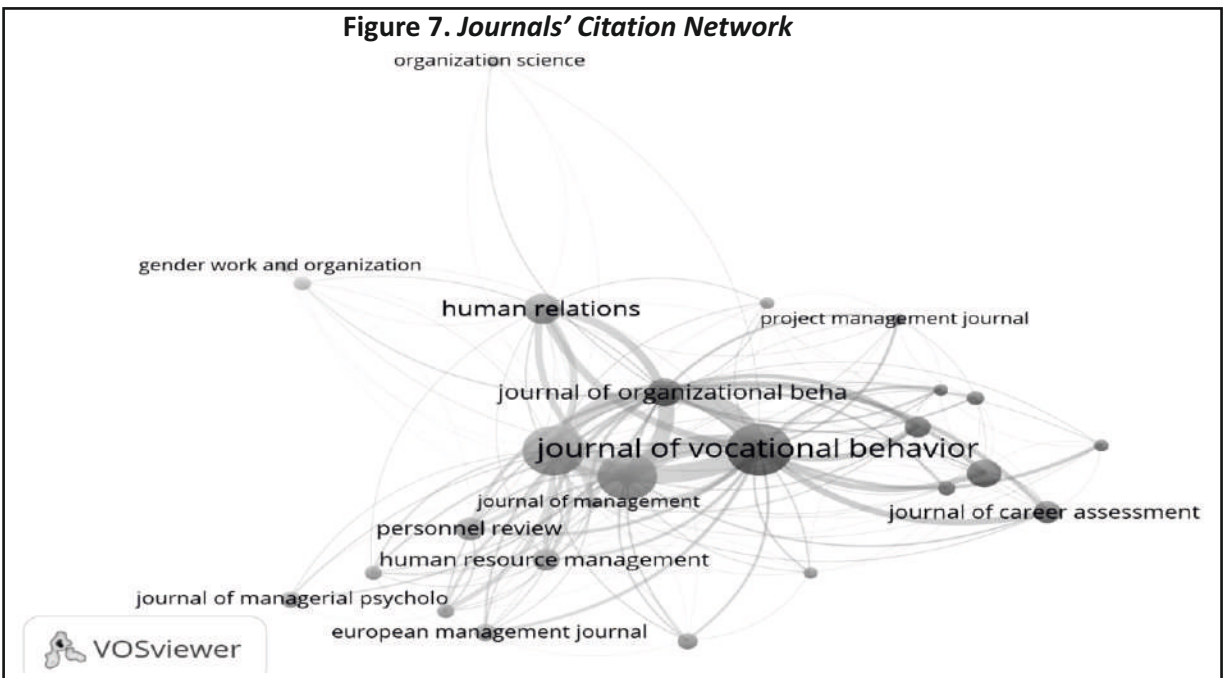 Figure 7. Journals’ Citation Network
organization science
gender work and organization
human relations
project management journal
journal of organizational beha
journal of vocational behavior
journal of management
journal of career assessment
personnel review
human resource management
journal of managerial psycholo
european management journal
VOSviewer